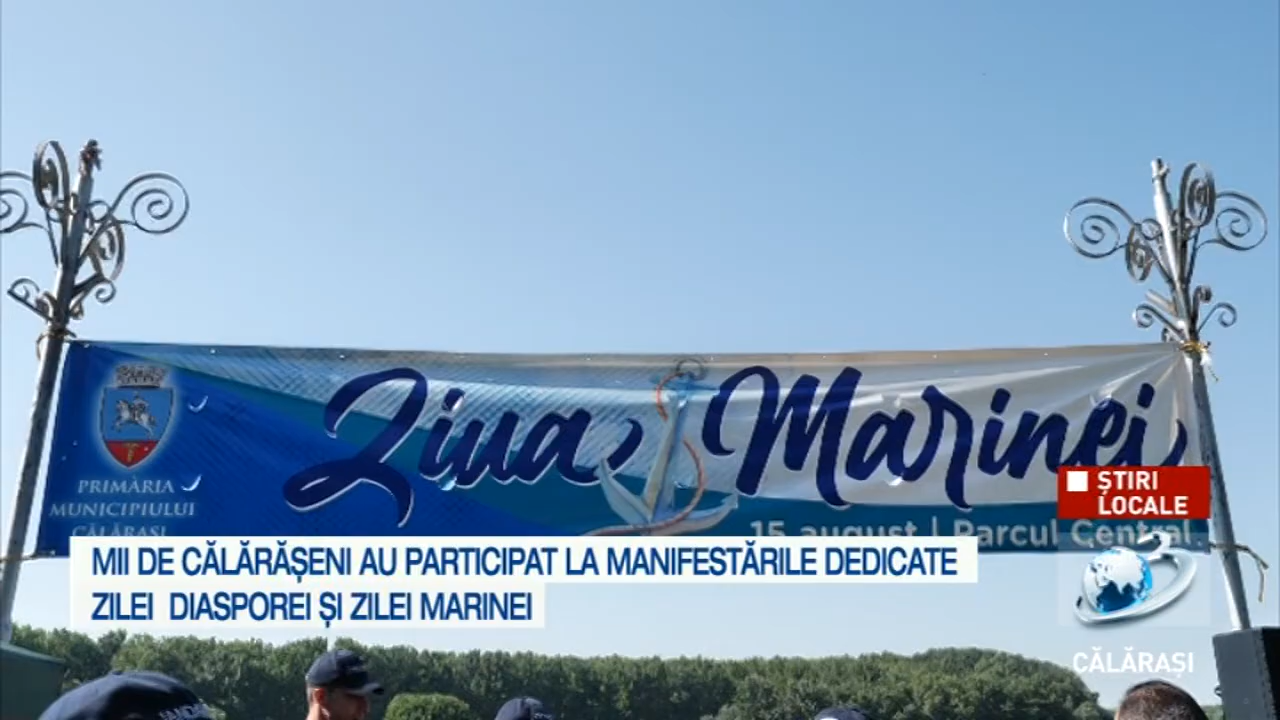 Ziua Marinei
PRIMĂRIA
MUNICIPIULUI
CĂLĂRAȘI
15 august | Parcul Central
ȘTIRI
LOCALE
MII DE CĂLĂRĂȘENI AU PARTICIPAT LA MANIFESTĂRILE DEDICATE
ZILEI DIASPOREI ȘI ZILEI MARINEI
CĂLĂRAȘI